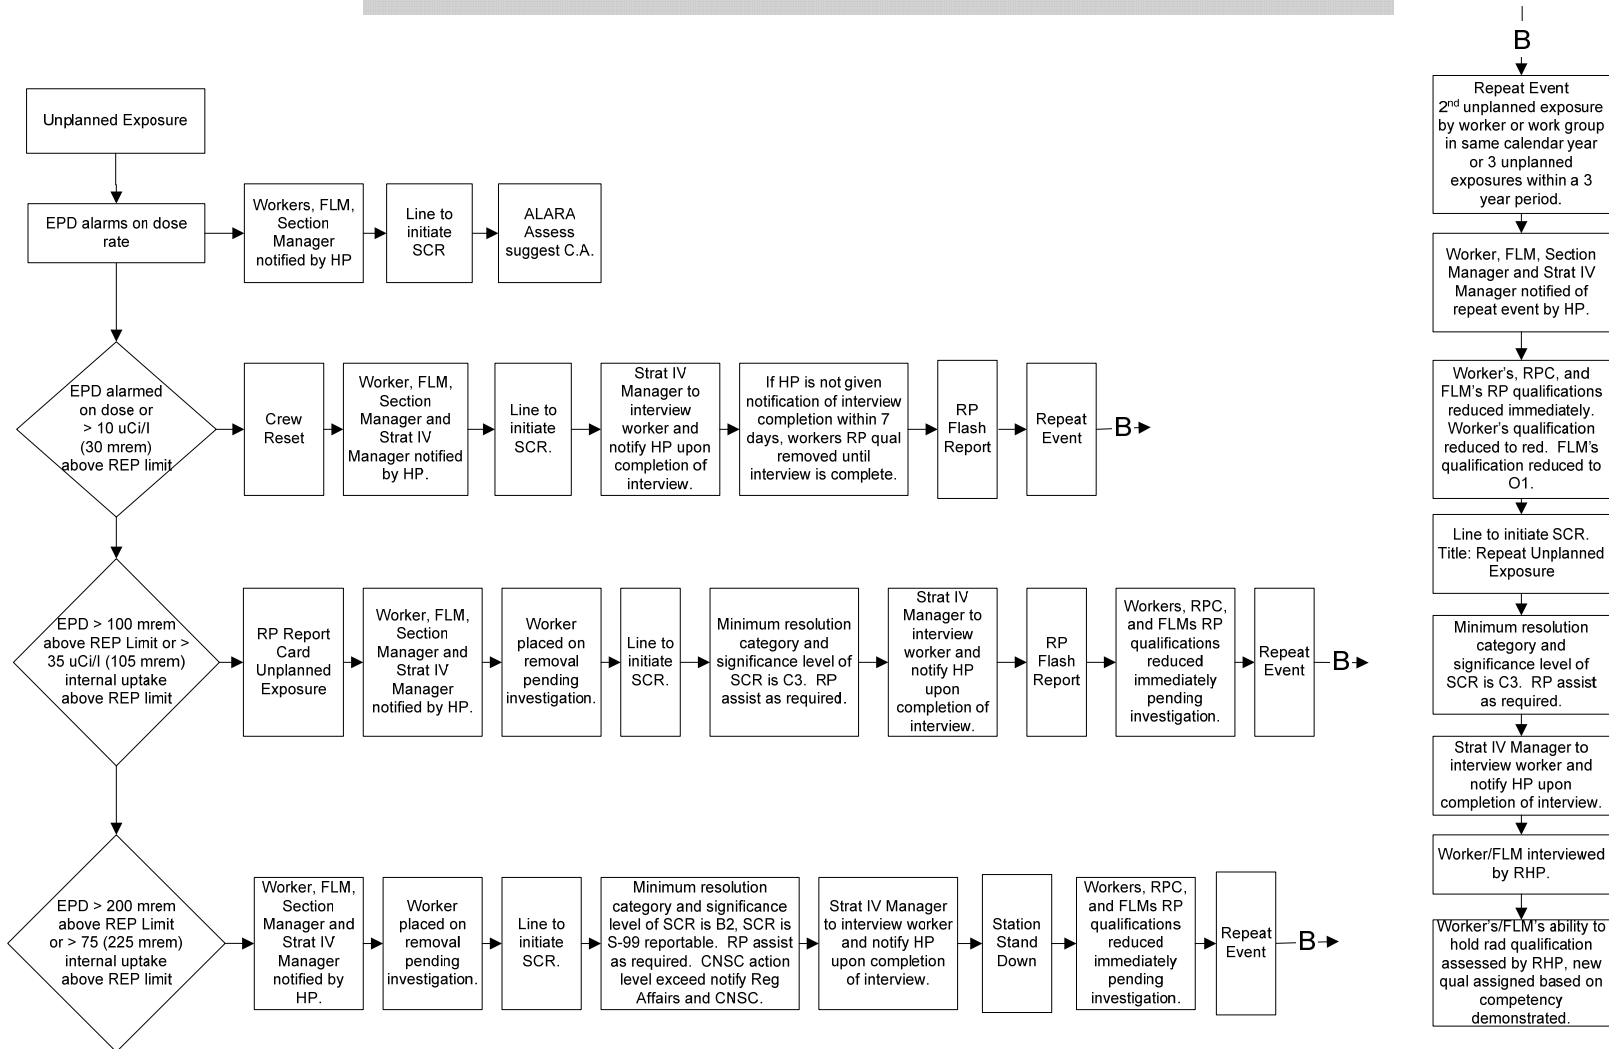 Unplanned Exposure
EPD alarms on dose
rate
Workers, FLM,
Section
Manager
notified by HP
Line to
initiate
SCR
ALARA
Assess
suggest C.A.
EPD alarmed
on dose or
> 10 uCi/l
(30 mrem)
above REP limit
Crew
Reset
Worker, FLM,
Section
Manager and
Strat IV
Manager notified
by HP.
Line to
initiate
SCR.
Strat IV
Manager to
interview
worker and
notify HP upon
completion of
interview.
If HP is not given
notification of interview
completion within 7
days, workers RP qual
removed until
interview is complete.
RP
Flash
Report
Repeat
Event
B
EPD > 100 mrem
above REP Limit or >
35 uCi/l (105 mrem)
internal uptake
above REP limit
RP Report
Card
Unplanned
Exposure
Worker, FLM,
Section
Manager and
Strat IV
Manager
notified by HP.
Worker
placed on
removal pending
investigation.
Line to
initiate
SCR.
Minimum resolution
category and
significance level of
SCR is C3.  RP
assist as required.
Strat IV
Manager to
interview
worker and
notify HP
upon
completion of
interview.
RP
Flash
Report
Workers, RPC,
and FLMs RP
qualifications
reduced
immediately
pending
investigation.
Repeat
Event
B
EPD > 200 mrem
above REP Limit
or > 75 (225 mrem)
internal uptake
above REP limit
Worker, FLM,
Section
Manager and
Strat IV
Manager
notified by
HP.
Worker
placed on
removal
pending
investigation.
Line to
initiate
SCR.
Minimum resolution
category and significance
level of SCR is B2, SCR is
S-99 reportable.  RP assist
as required.  CNSC action
level exceed notify Reg
Affairs and CNSC.
Strat IV Manager
to interview worker
and notify HP
upon completion
of interview.
Station
Stand
Down
Workers, RPC,
and FLMs RP
qualifications
reduced
immediately
pending
investigation.
Repeat
Event
B
B
Repeat Event
2nd unplanned exposure
by worker or work group
in same calendar year
or 3 unplanned
exposures within a 3
year period.
Worker, FLM, Section
Manager and Strat IV
Manager notified of
repeat event by HP.
Worker's, RPC, and
FLM's RP qualifications
reduced immediately.
Worker's qualification
reduced to red.  FLM's
qualification reduced to
O1.
Line to initiate SCR.
Title: Repeat Unplanned
Exposure
Minimum resolution
category and
significance level of
SCR is C3.  RP assist
as required.
Strat IV Manager to
interview worker and
notify HP upon
completion of interview.
Worker/FLM interviewed
by RHP.
Worker's/FLM's ability to
hold rad qualification
assessed by RHP, new
qual assigned based on
competency
demonstrated.